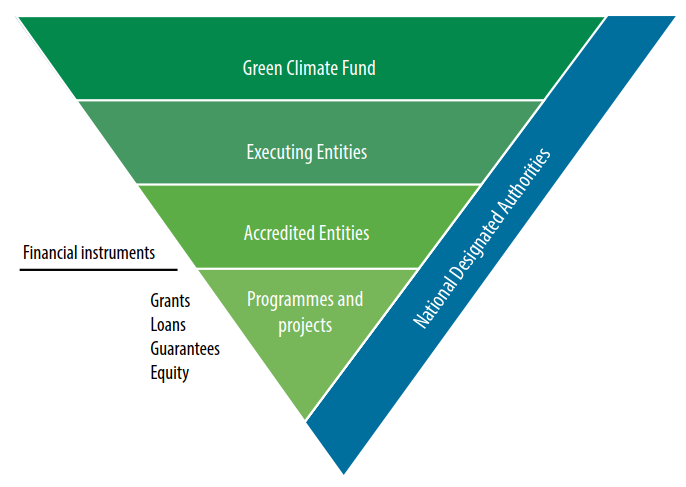 Green Climate Fund
Executing Entities
Accredited Entities
National Designated Authorities
Financial instruments
Programmes and
projects
Grants
Loans
Guarantees
Equity